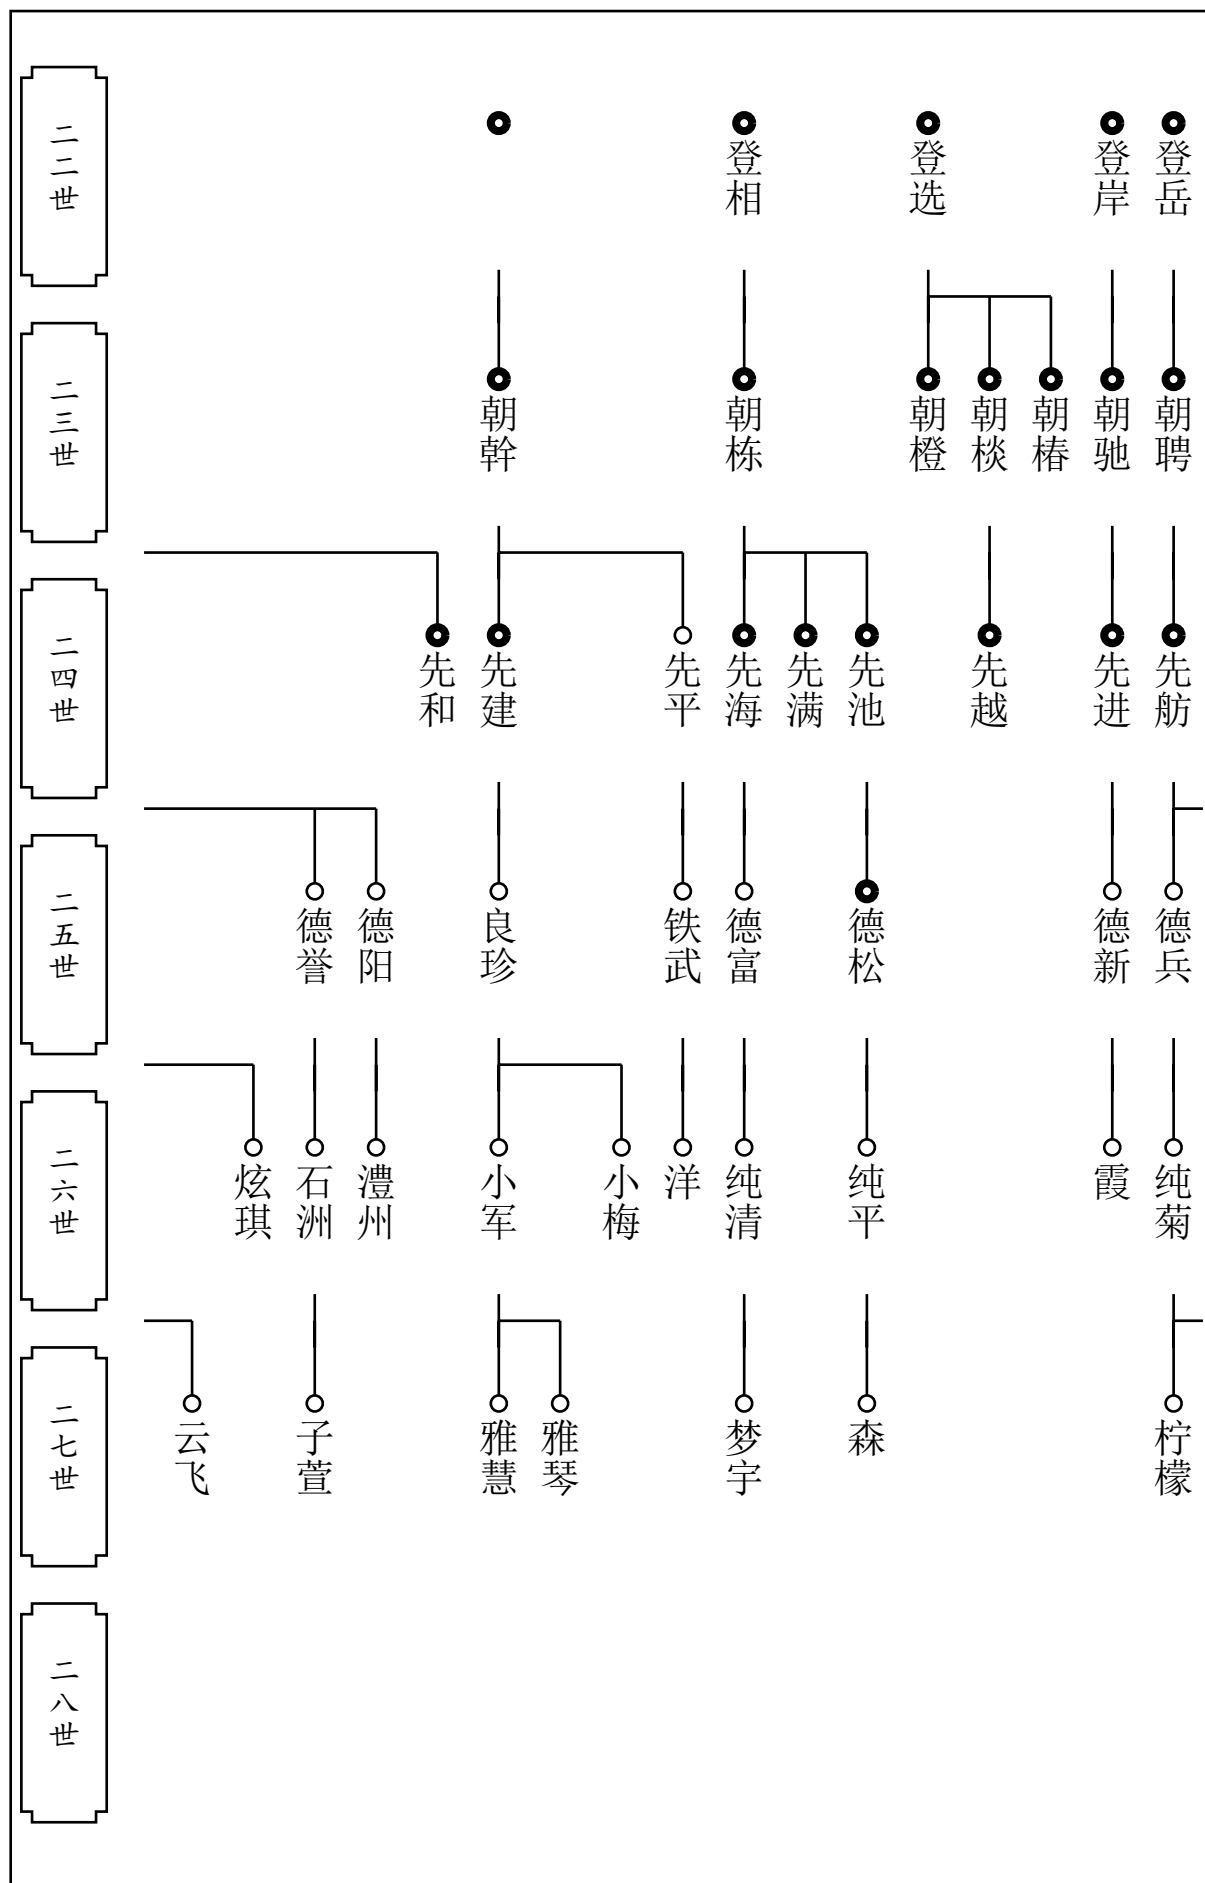 二二世
登相
登选
登岸
登岳
二三世
朝幹
朝栋
朝橙
朝棪
朝椿
朝驰
朝聘
二四世
先和
先建
先平
先海
先满
先池
先越
先进
先舫
二五世
德誉
德阳
良珍
铁武
德富
德松
德新
德兵
二六世
炫琪
石洲
澧州
小军
小梅
洋
纯清
纯平
霞
纯菊
二七世
云飞
子萱
雅慧
雅琴
梦宇
森
柠檬
二八世